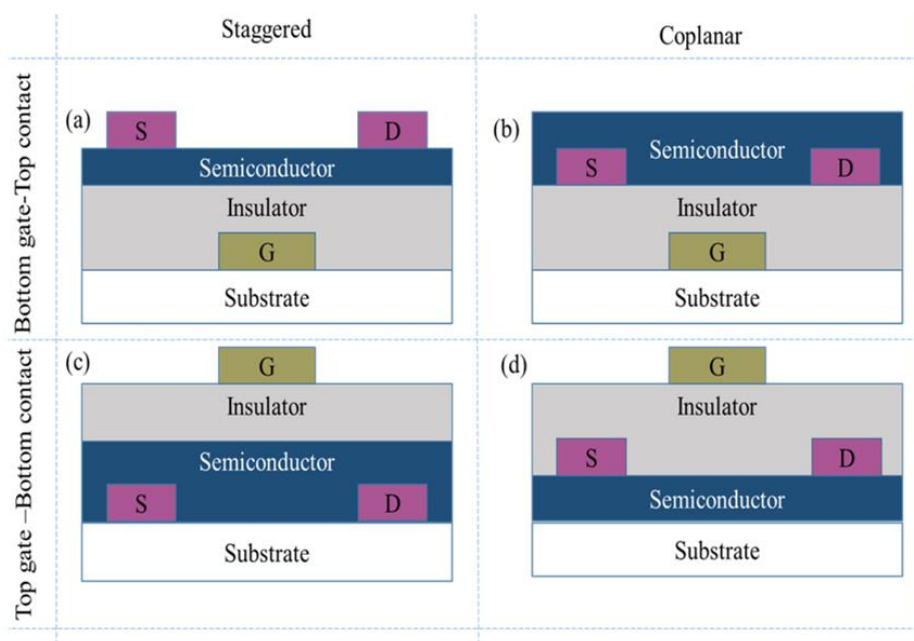 Staggered
Coplanar
Bottom gate-Top contact
(a)
S
D
Semiconductor
Insulator
G
Substrate
(b)
Semiconductor
S
D
Insulator
G
Substrate
Top gate –Bottom contact
(c)
G
Insulator
Semiconductor
S
D
Substrate
(d)
G
Insulator
S
D
Semiconductor
Substrate